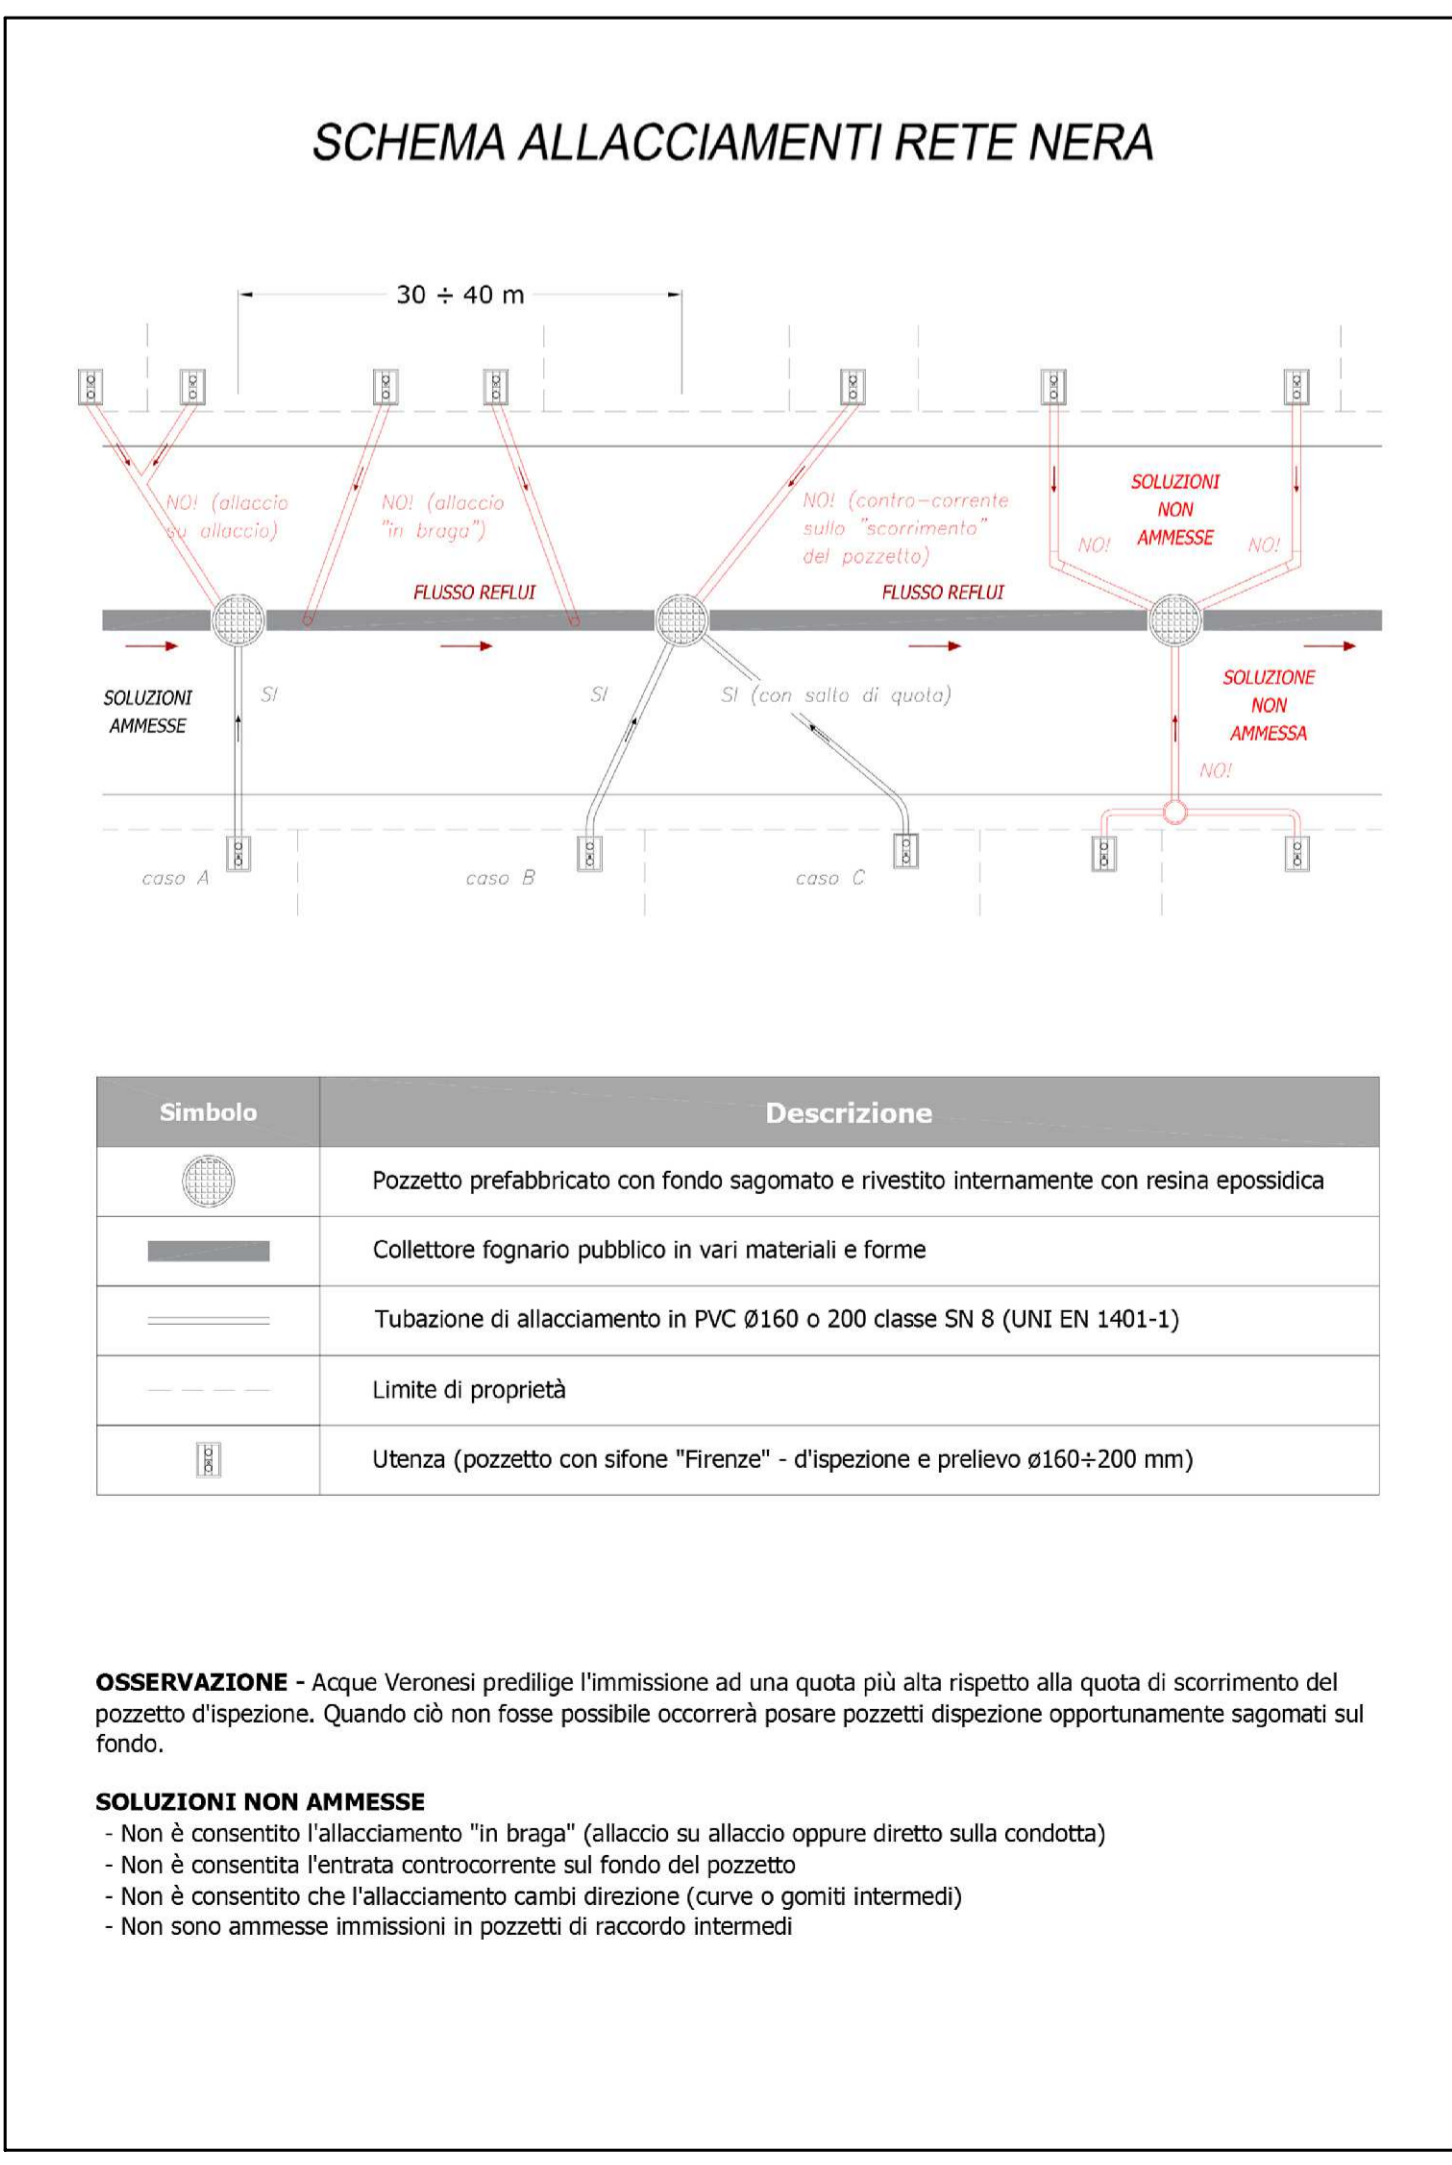 SCHEMA ALLACCIAMENTI RETE NERA
30 ÷ 40 m
NO! (allaccio
su allaccio)
NO! (allaccio
"in braga")
NO! (contro-corrente
sullo "scorrimento"
del pozzetto)
SOLUZIONI
NON
AMMESSE
NO!
NO!
FLUSSO REFLUI
FLUSSO REFLUI
SOLUZIONI
AMMESSE
SI
SI
SI (con salto di quota)
SOLUZIONE
NON
AMMESSA
NO!
caso A
caso B
caso C
Simbolo
Descrizione
Pozzetto prefabbricato con fondo sagomato e rivestito internamente con resina epossidica
Collettore fognario pubblico in vari materiali e forme
Tubazione di allacciamento in PVC Ø160 o 200 classe SN 8 (UNI EN 1401-1)
Limite di proprietà
Utenza (pozzetto con sifone "Firenze" - d'ispezione e prelievo ø160÷200 mm)
OSSERVAZIONE - Acque Veronesi predilige l'immissione ad una quota più alta rispetto alla quota di scorrimento del
pozzetto d'ispezione. Quando ciò non fosse possibile occorrerà posare pozzetti dispezione opportunamente sagomati sul
fondo.
SOLUZIONI NON AMMESSE
- Non è consentito l'allacciamento "in braga" (allaccio su allaccio oppure diretto sulla condotta)
- Non è consentita l'entrata controcorrente sul fondo del pozzetto
- Non è consentito che l'allacciamento cambi direzione (curve o gomiti intermedi)
- Non sono ammesse immissioni in pozzetti di raccordo intermedi